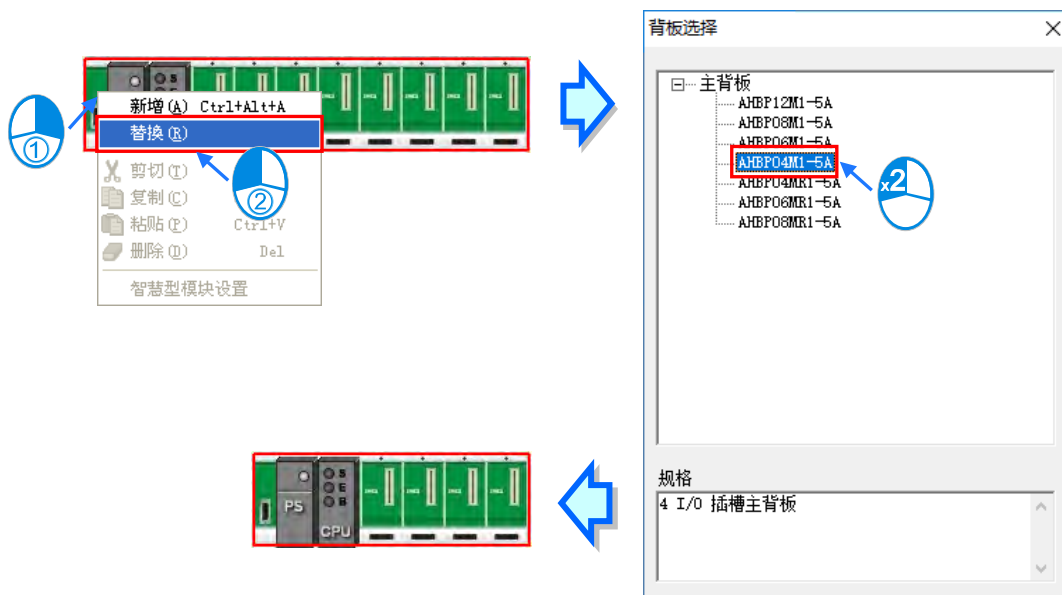 新增(A) Ctrl+Alt+A
替换(R)
剪切(T)
复制(C)
粘贴(P) Ctrl+V
删除(D) Del
智慧型模块设置
①
②
背板选择
主背板
AHBP12M1-5A
AHBP08M1-5A
AHBP06M1-5A
AHBP04M1-5A
AHBP04MR1-5A
AHBP06MR1-5A
AHBP08MR1-5A
x2
规格
4 I/O 插槽主背板
PS
S
E
B
CPU